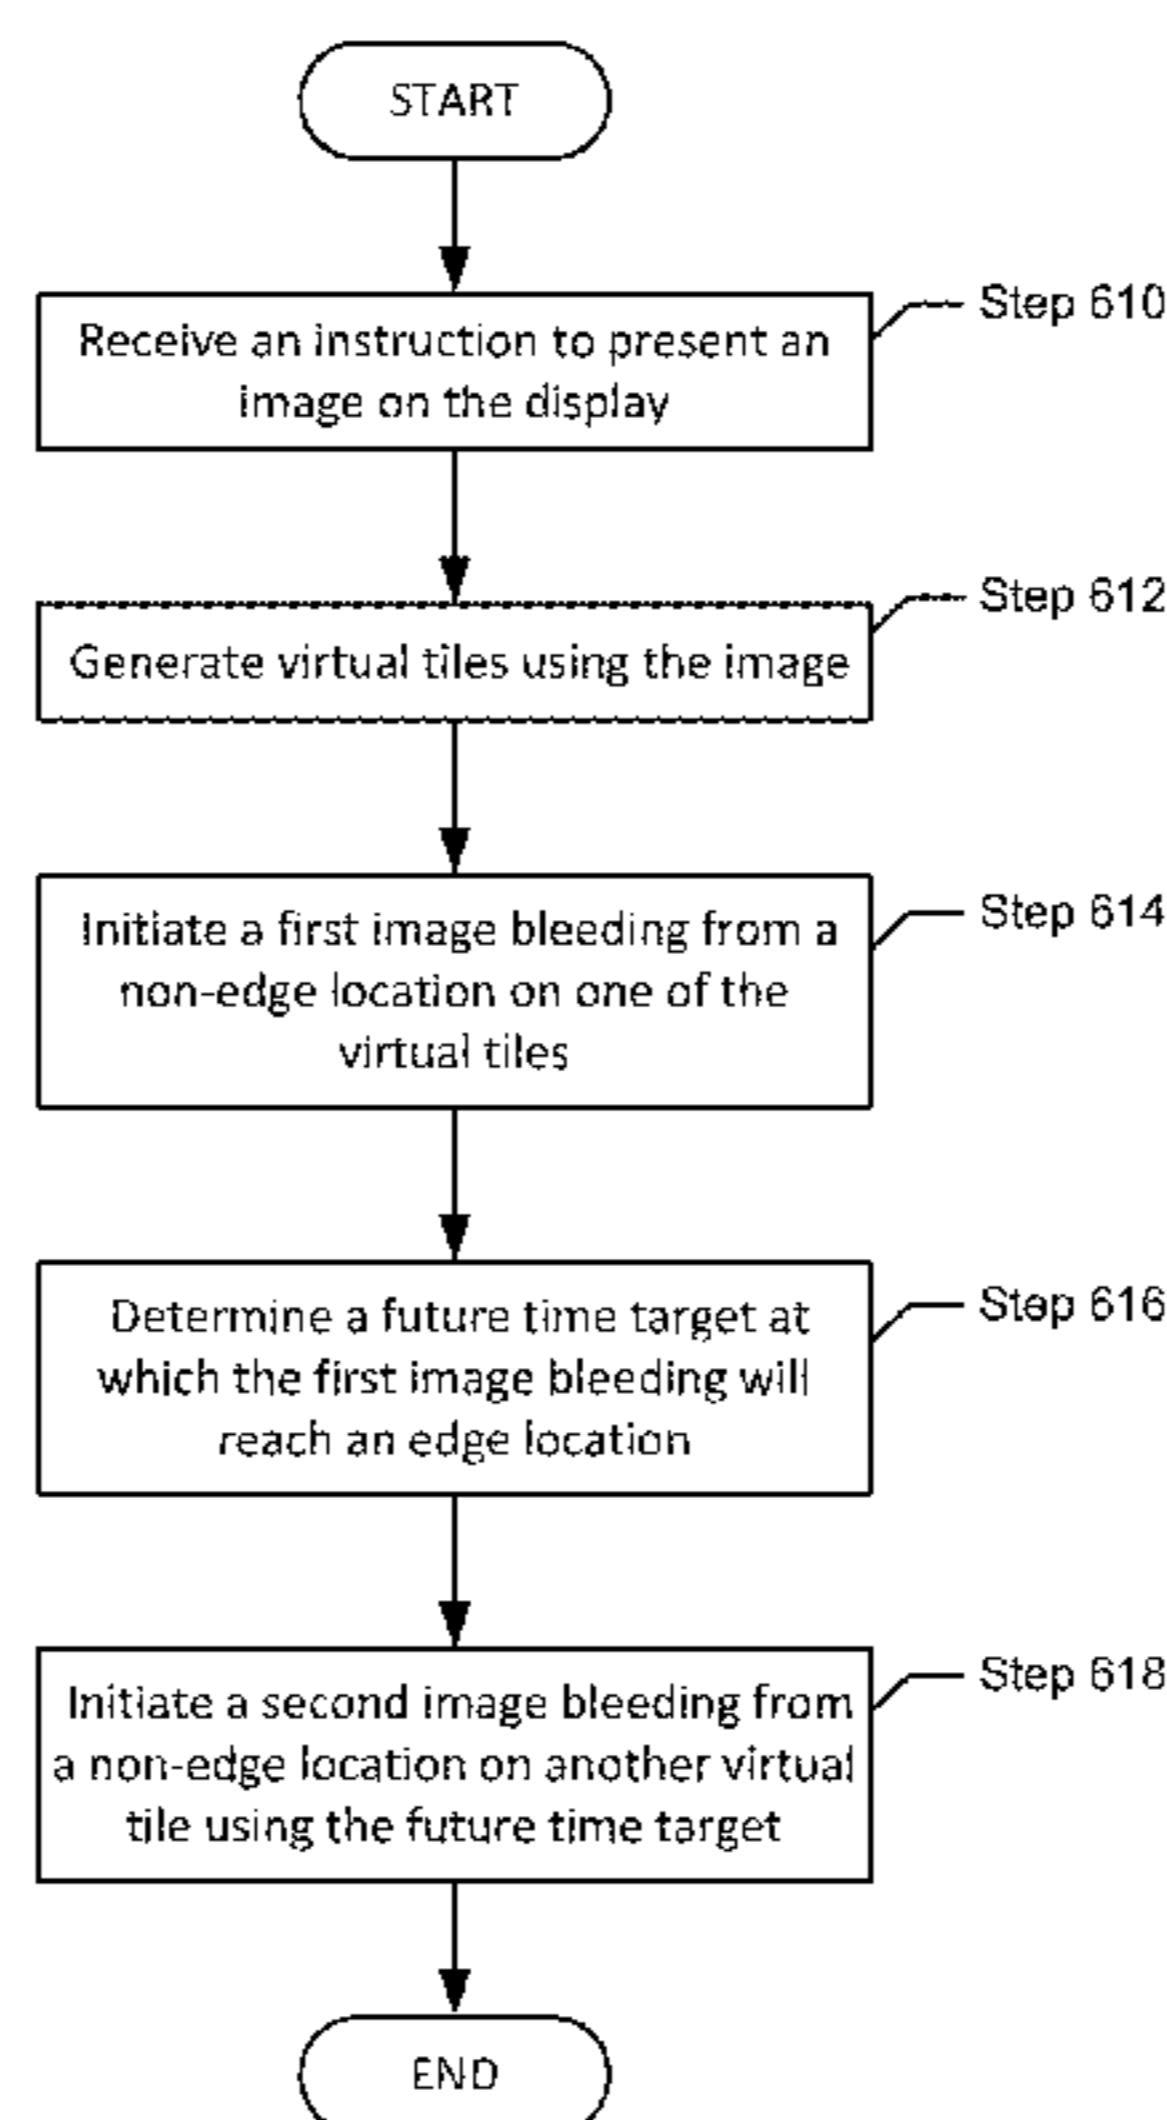 START
Step 610
Receive an instruction to present an
image on the display
Step 612
Generate virtual tiles using the image
Step 614
Initiate a first image bleeding from a
non-edge location on one of the
virtual tiles
Step 616
Determine a future time target at
which the first image bleeding will
reach an edge location
Step 618
Initiate a second image bleeding from
a non-edge location on another virtual
tile using the future time target
END